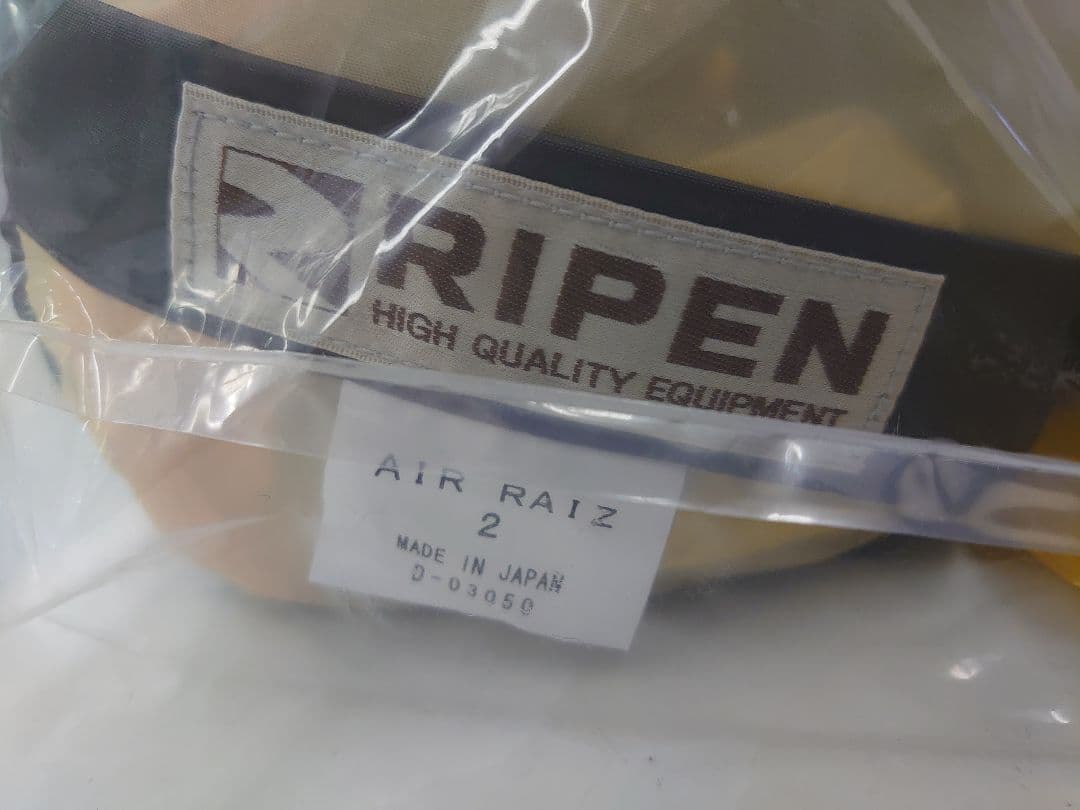 RIPEN
HIGH QUALITY EQUIPMENT
AIR RAIZ
2
MADE IN JAPAN
D-03050